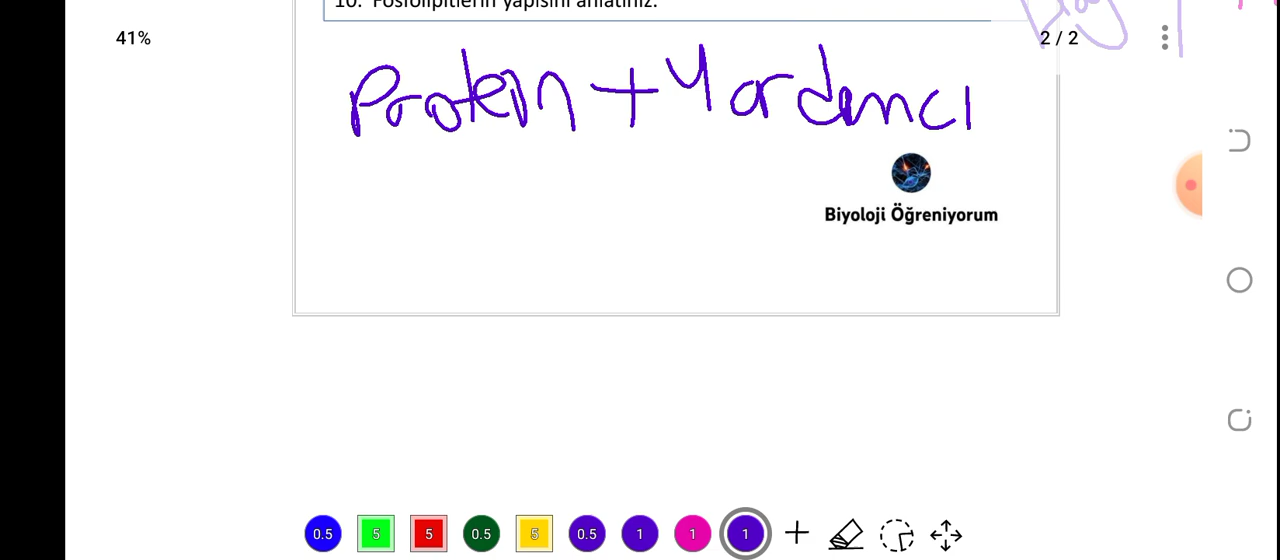 10. Fosfolipitlerin yapısını anlatınız.
41%
2 / 2
Protein + Yardımcı
Biyoloji Öğreniyorum
0.5 5 5 0.5 5 0.5 1 1 1